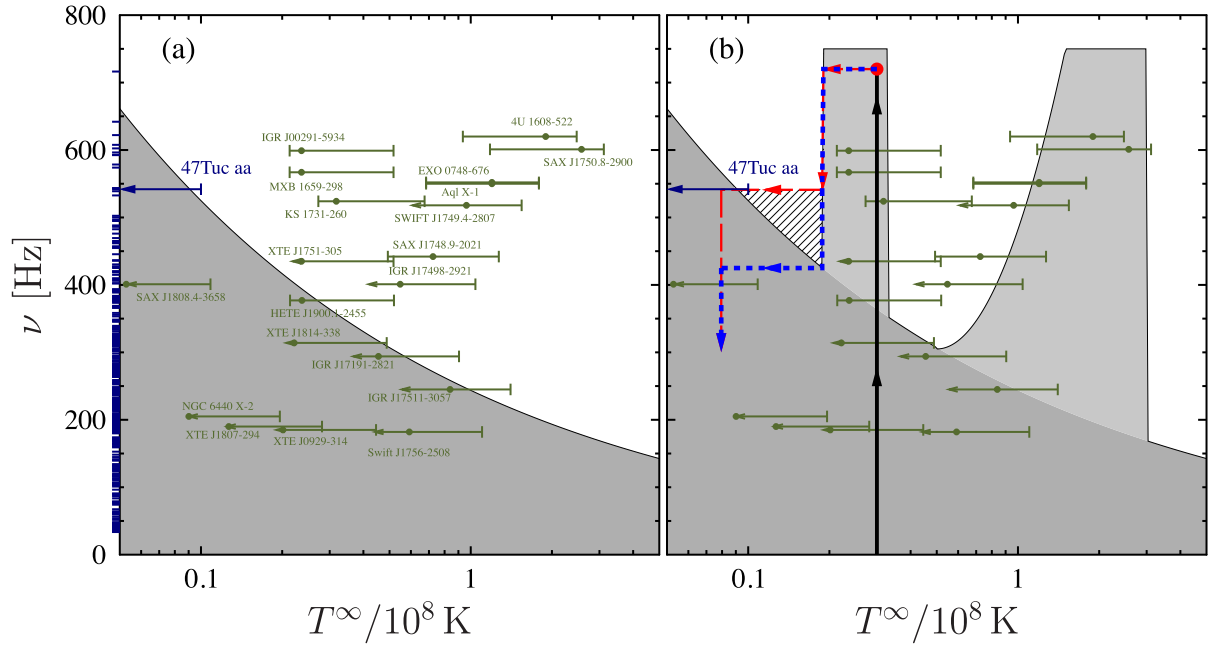 800
(a)
(b)
4U 1608-522
IGR J00291-5934
SAX J1750.8-2900
600
47Tuc aa
EXO 0748-676
47Tuc aa
MXB 1659-298
Aql X-1
KS 1731-260
SWIFT J1749.4-2807
XTE J1751-305
SAX J1748.9-2021
IGR J17498-2921
400
SAX J1808.4-3658
HETE J1900.1-2455
XTE J1814-338
IGR J17191-2821
IGR J17511-3057
NGC 6440 X-2
200
XTE J1807-294
XTE J0929-314
Swift J1756-2508
0
ν [Hz]
0.1
1
0.1
1
T^∞/10^8 K
T^∞/10^8 K